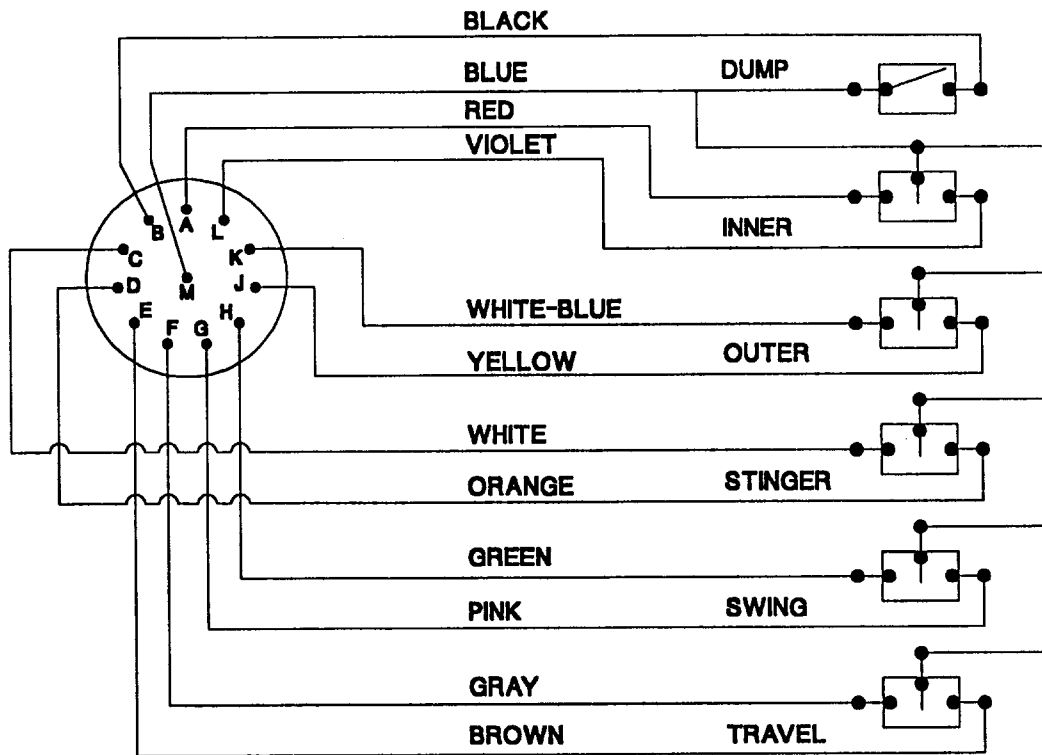 BLACK
BLUE
DUMP
RED
VIOLET
INNER
B
A
L
C
K
D
M
J
E
F
G
H
WHITE-BLUE
YELLOW
OUTER
WHITE
ORANGE
STINGER
GREEN
PINK
SWING
GRAY
BROWN
TRAVEL